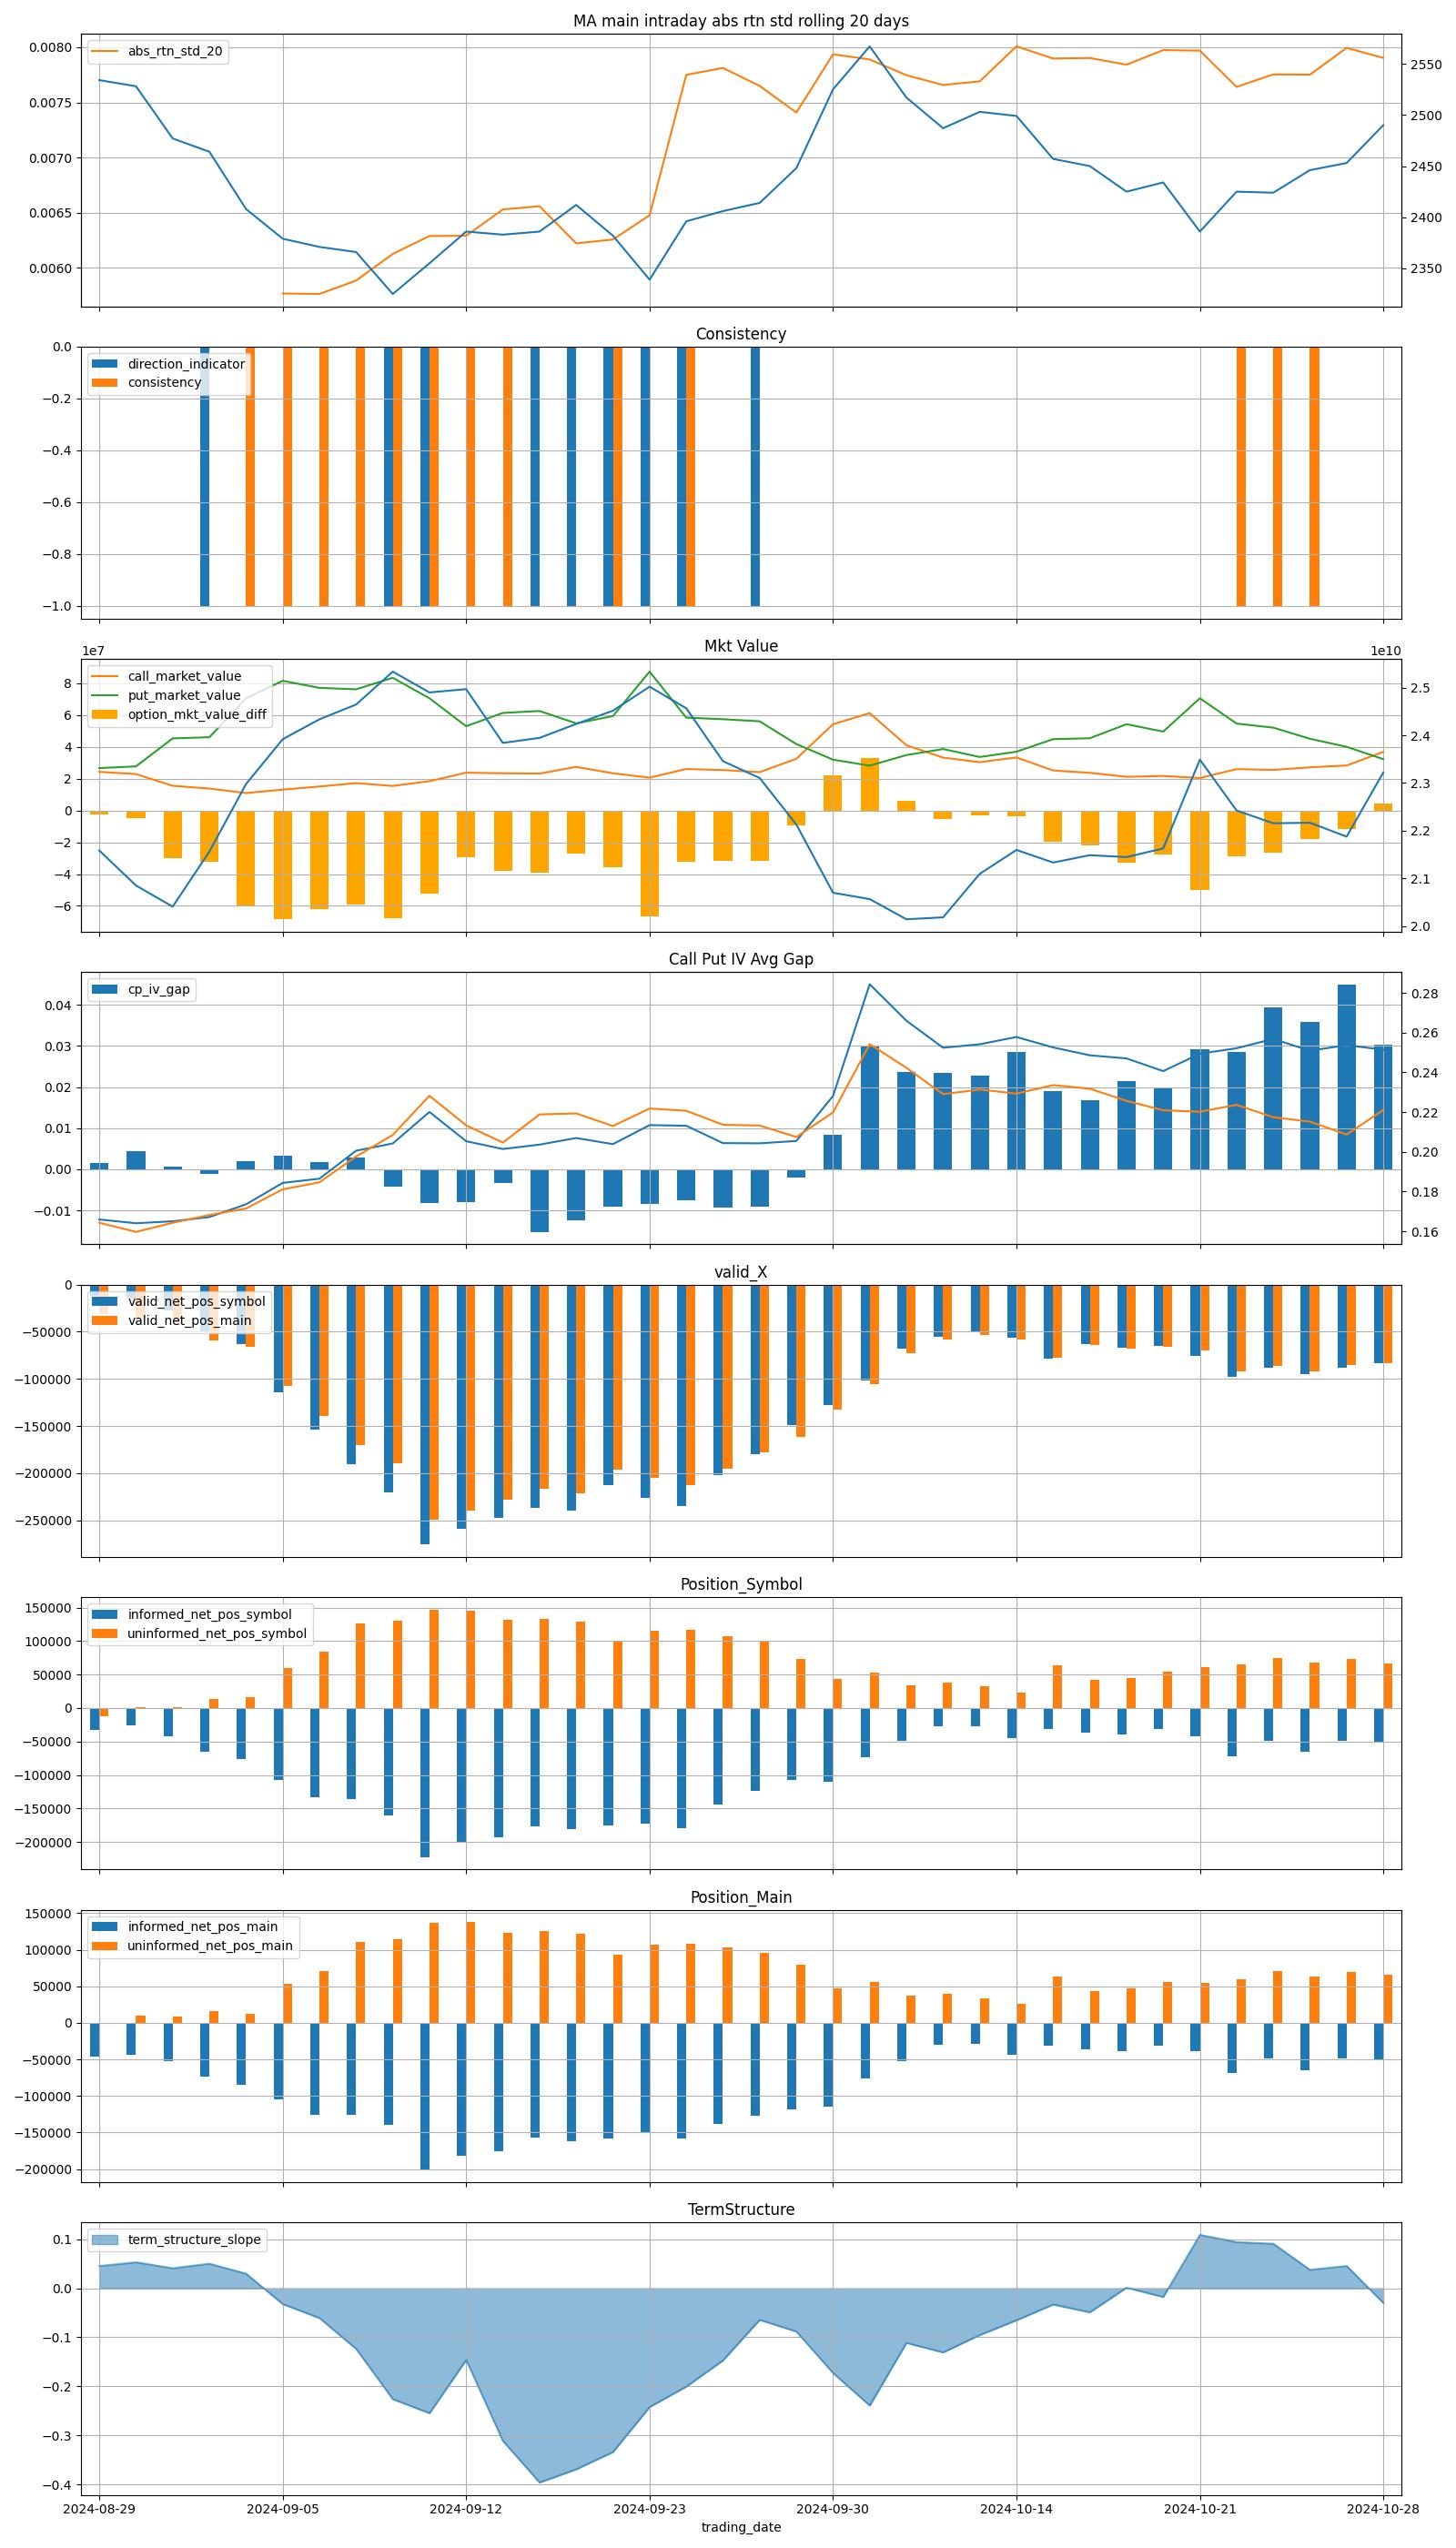 MA main intraday abs rtn std rolling 20 days
abs_rtn_std_20
0.0080
0.0075
0.0070
0.0065
0.0060
2550
2500
2450
2400
2350
Consistency
direction_indicator
consistency
0.0
−0.2
−0.4
−0.6
−0.8
−1.0
Mkt Value
1e7
1e10
call_market_value
put_market_value
option_mkt_value_diff
8
6
4
2
0
−2
−4
−6
2.5
2.4
2.3
2.2
2.1
2.0
Call Put IV Avg Gap
cp_iv_gap
0.04
0.03
0.02
0.01
0.00
−0.01
0.28
0.26
0.24
0.22
0.20
0.18
0.16
valid_X
valid_net_pos_symbol
valid_net_pos_main
0
−50000
−100000
−150000
−200000
−250000
Position_Symbol
informed_net_pos_symbol
uninformed_net_pos_symbol
150000
100000
50000
0
−50000
−100000
−150000
−200000
Position_Main
informed_net_pos_main
uninformed_net_pos_main
150000
100000
50000
0
−50000
−100000
−150000
−200000
TermStructure
term_structure_slope
0.1
0.0
−0.1
−0.2
−0.3
−0.4
2024-08-29 2024-09-05 2024-09-12 2024-09-23 2024-09-30 2024-10-14 2024-10-21 2024-10-28
trading_date